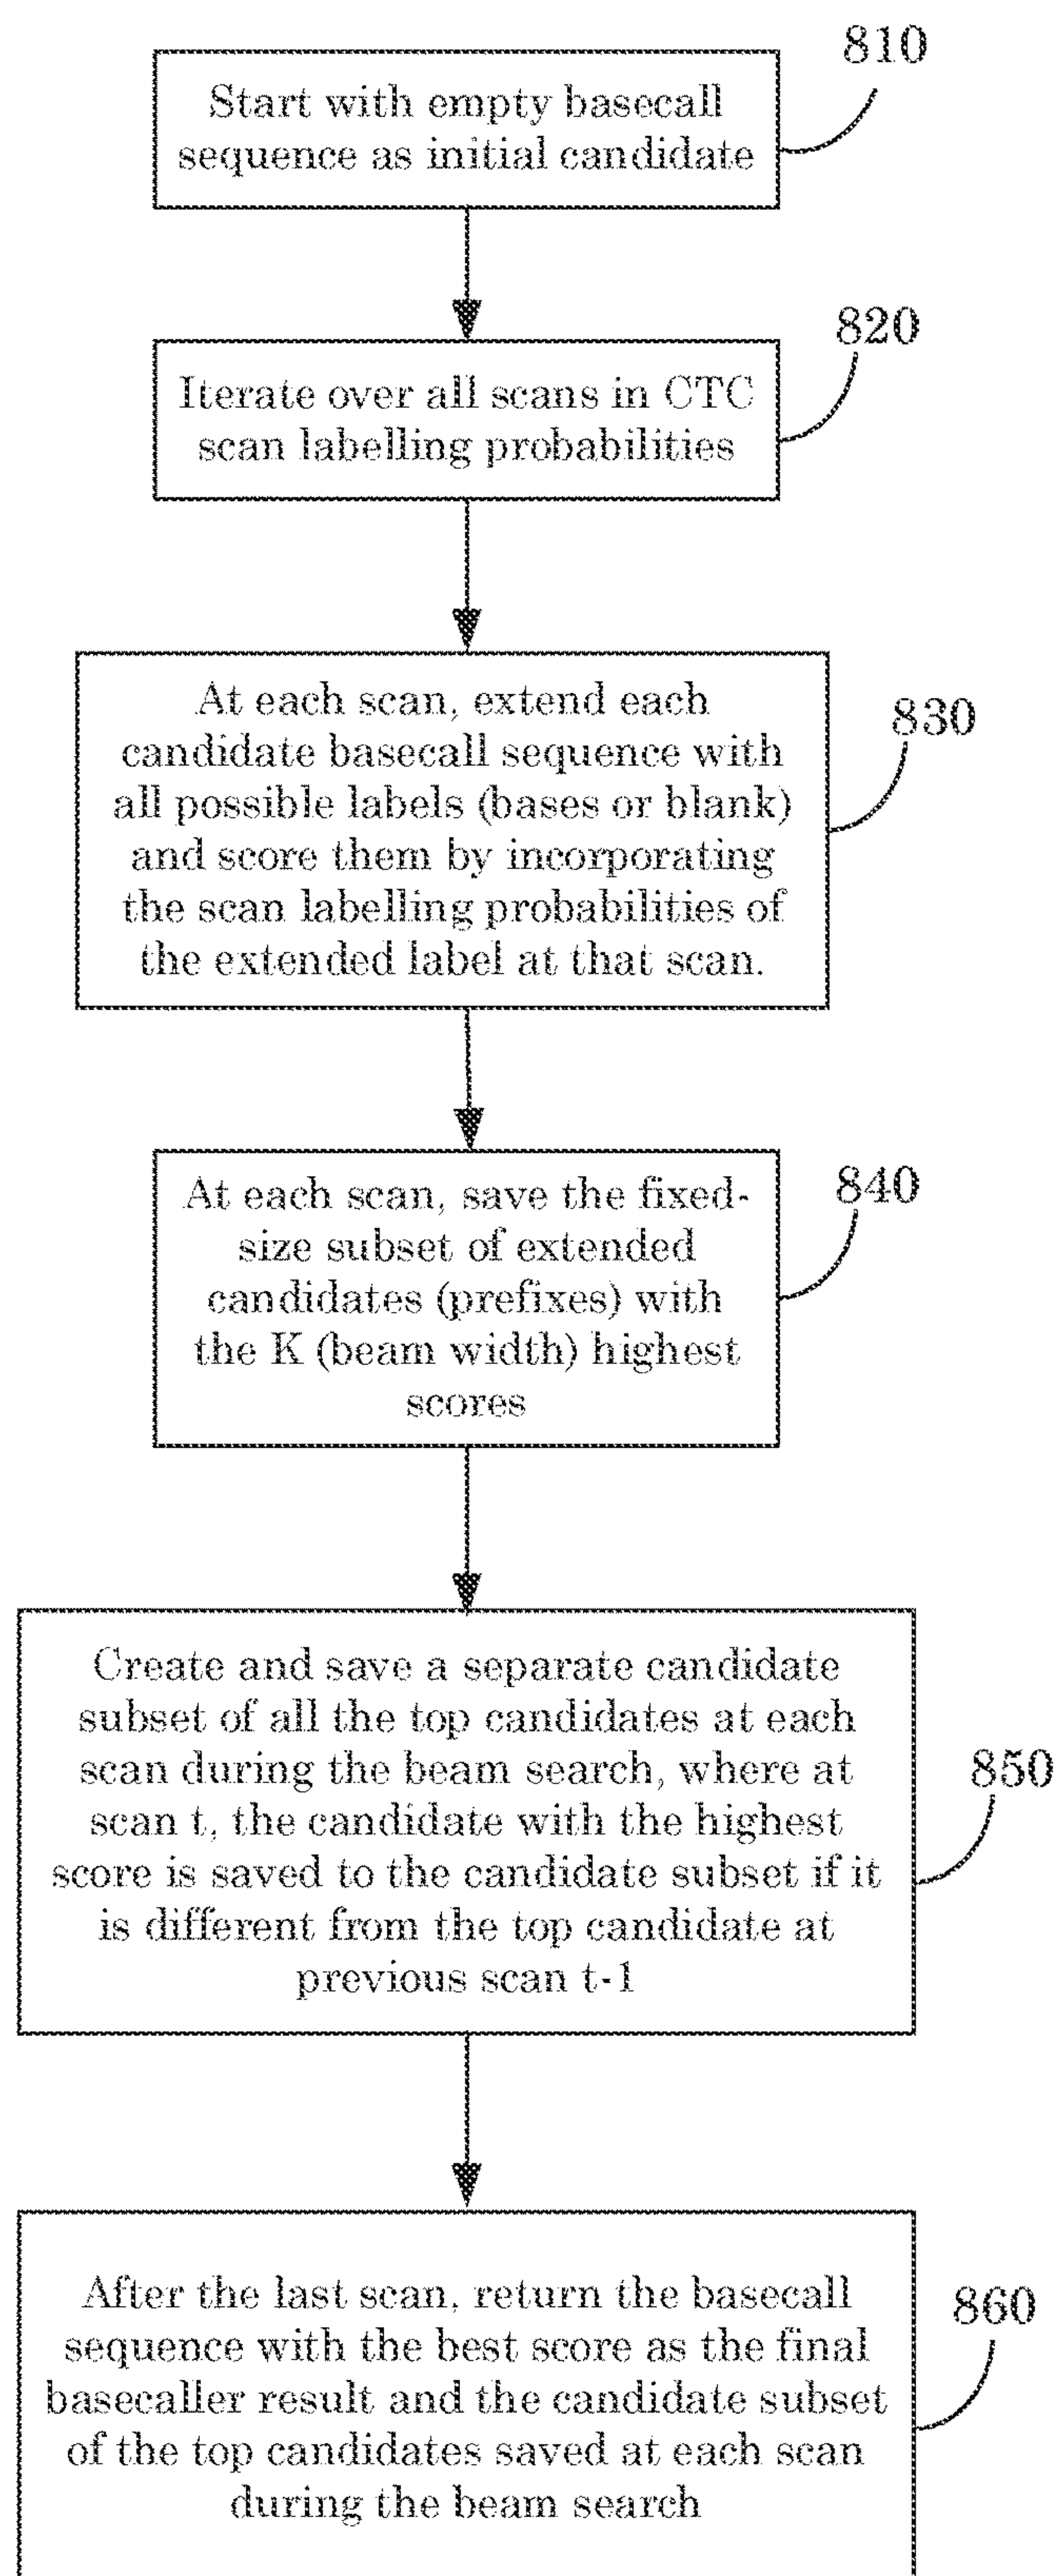 810
Start with empty basecall
sequence as initial candidate
820
Iterate over all scans in CTC
scan labelling probabilities
At each scan, extend each
830
candidate basecall sequence with
all possible labels (bases or blank)
and score them by incorporating
the scan labelling probabilities of
the extended label at that scan.
840
At each scan, save the fixed-
size subset of extended
candidates (prefixes) with
the K (beam width) highest
scores
Create and save a separate candidate
subset of all the top candidates at each
scan during the beam search, where at
850
scan t, the candidate with the highest
score is saved to the candidate subset if it
is different from the top candidate at
previous scan t-1
After the last scan, return the basecall
860
sequence with the best score as the final
basecaller result and the candidate subset
of the top candidates saved at each scan
during the beam search